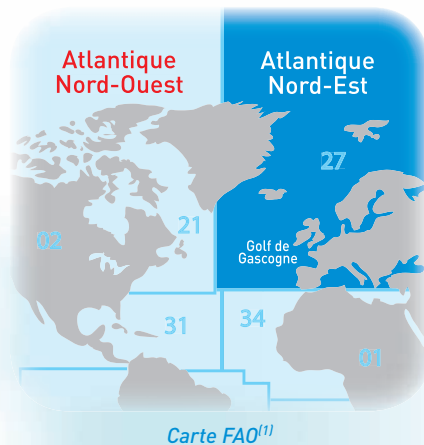 Atlantique
Nord-Ouest
Atlantique
Nord-Est
27
21
02
Golf de
Gascogne
31
34
01
Carte FAO(1)